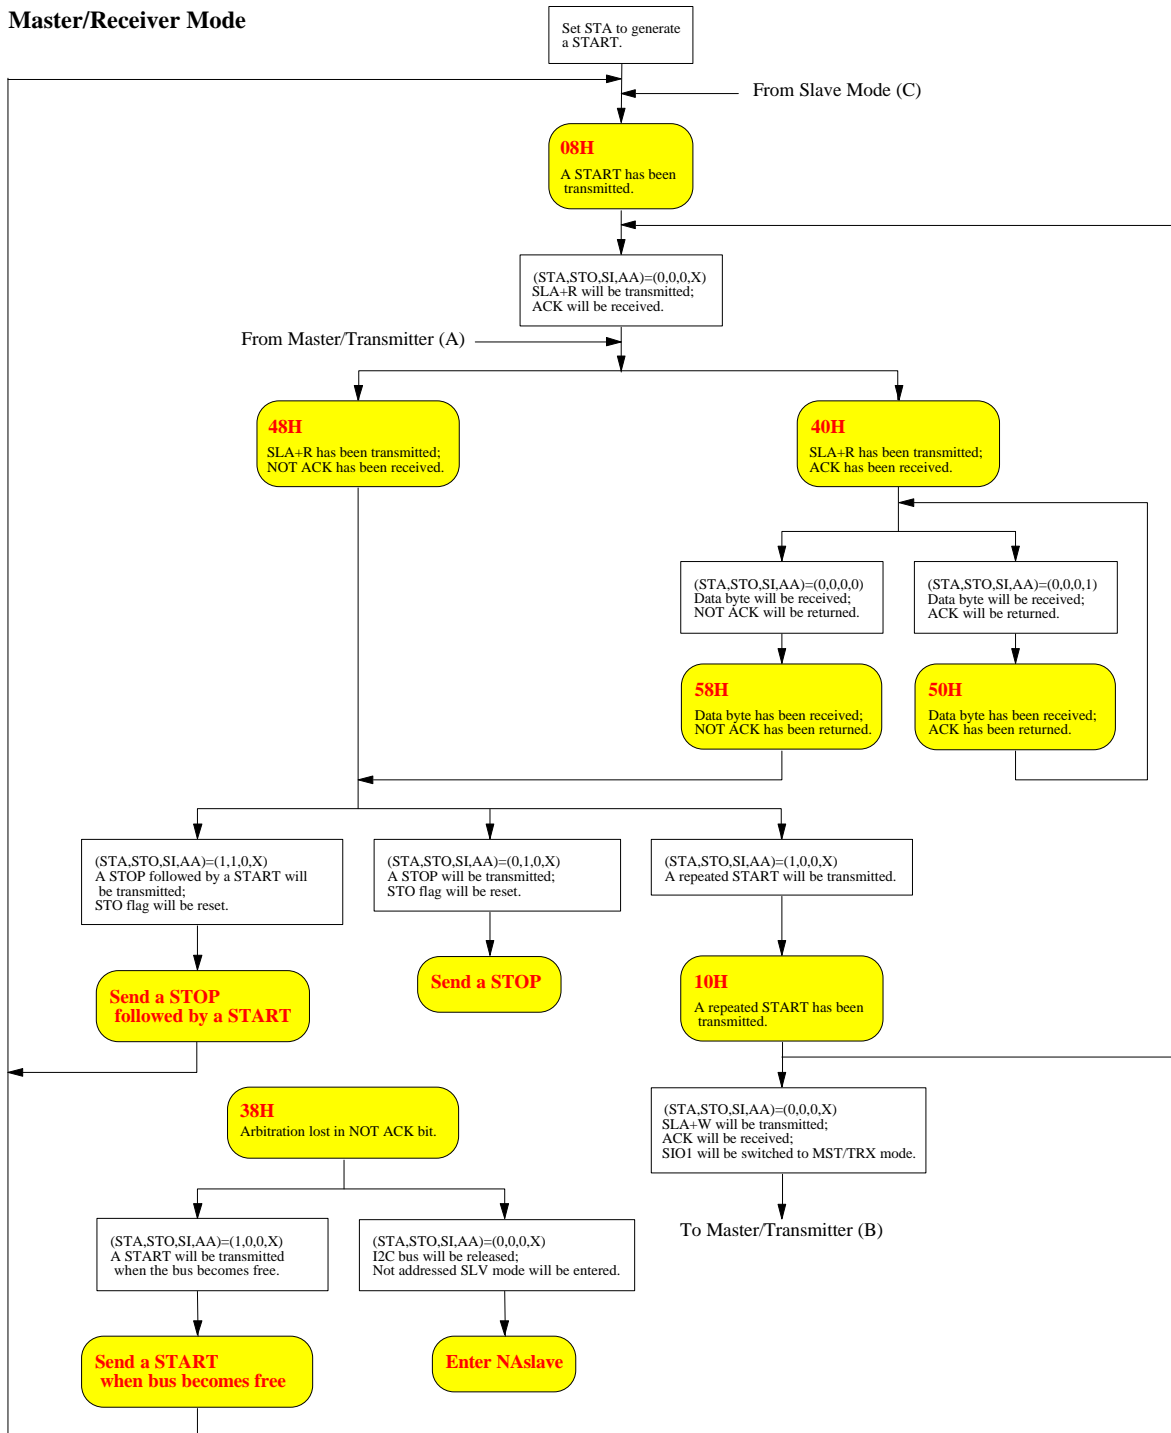 Master/Receiver Mode
Set STA to generate
a START.
From Slave Mode (C)
08H
A START has been
transmitted.
(STA,STO,SI,AA)=(0,0,0,X)
SLA+R will be transmitted;
ACK will be received.
From Master/Transmitter (A)
48H
SLA+R has been transmitted;
NOT ACK has been received.
40H
SLA+R has been transmitted;
ACK has been received.
(STA,STO,SI,AA)=(0,0,0,0)
Data byte will be received;
NOT ACK will be returned.
(STA,STO,SI,AA)=(0,0,0,1)
Data byte will be received;
ACK will be returned.
58H
Data byte has been received;
NOT ACK has been returned.
50H
Data byte has been received;
ACK has been returned.
(STA,STO,SI,AA)=(1,1,0,X)
A STOP followed by a START will
be transmitted;
STO flag will be reset.
(STA,STO,SI,AA)=(0,1,0,X)
A STOP will be transmitted;
STO flag will be reset.
(STA,STO,SI,AA)=(1,0,0,X)
A repeated START will be transmitted.
Send a STOP
followed by a START
Send a STOP
10H
A repeated START has been
transmitted.
38H
Arbitration lost in NOT ACK bit.
(STA,STO,SI,AA)=(0,0,0,X)
SLA+W will be transmitted;
ACK will be received;
SIO1 will be switched to MST/TRX mode.
(STA,STO,SI,AA)=(1,0,0,X)
A START will be transmitted
when the bus becomes free.
(STA,STO,SI,AA)=(0,0,0,X)
I2C bus will be released;
Not addressed SLV mode will be entered.
To Master/Transmitter (B)
Send a START
when bus becomes free
Enter NAslave